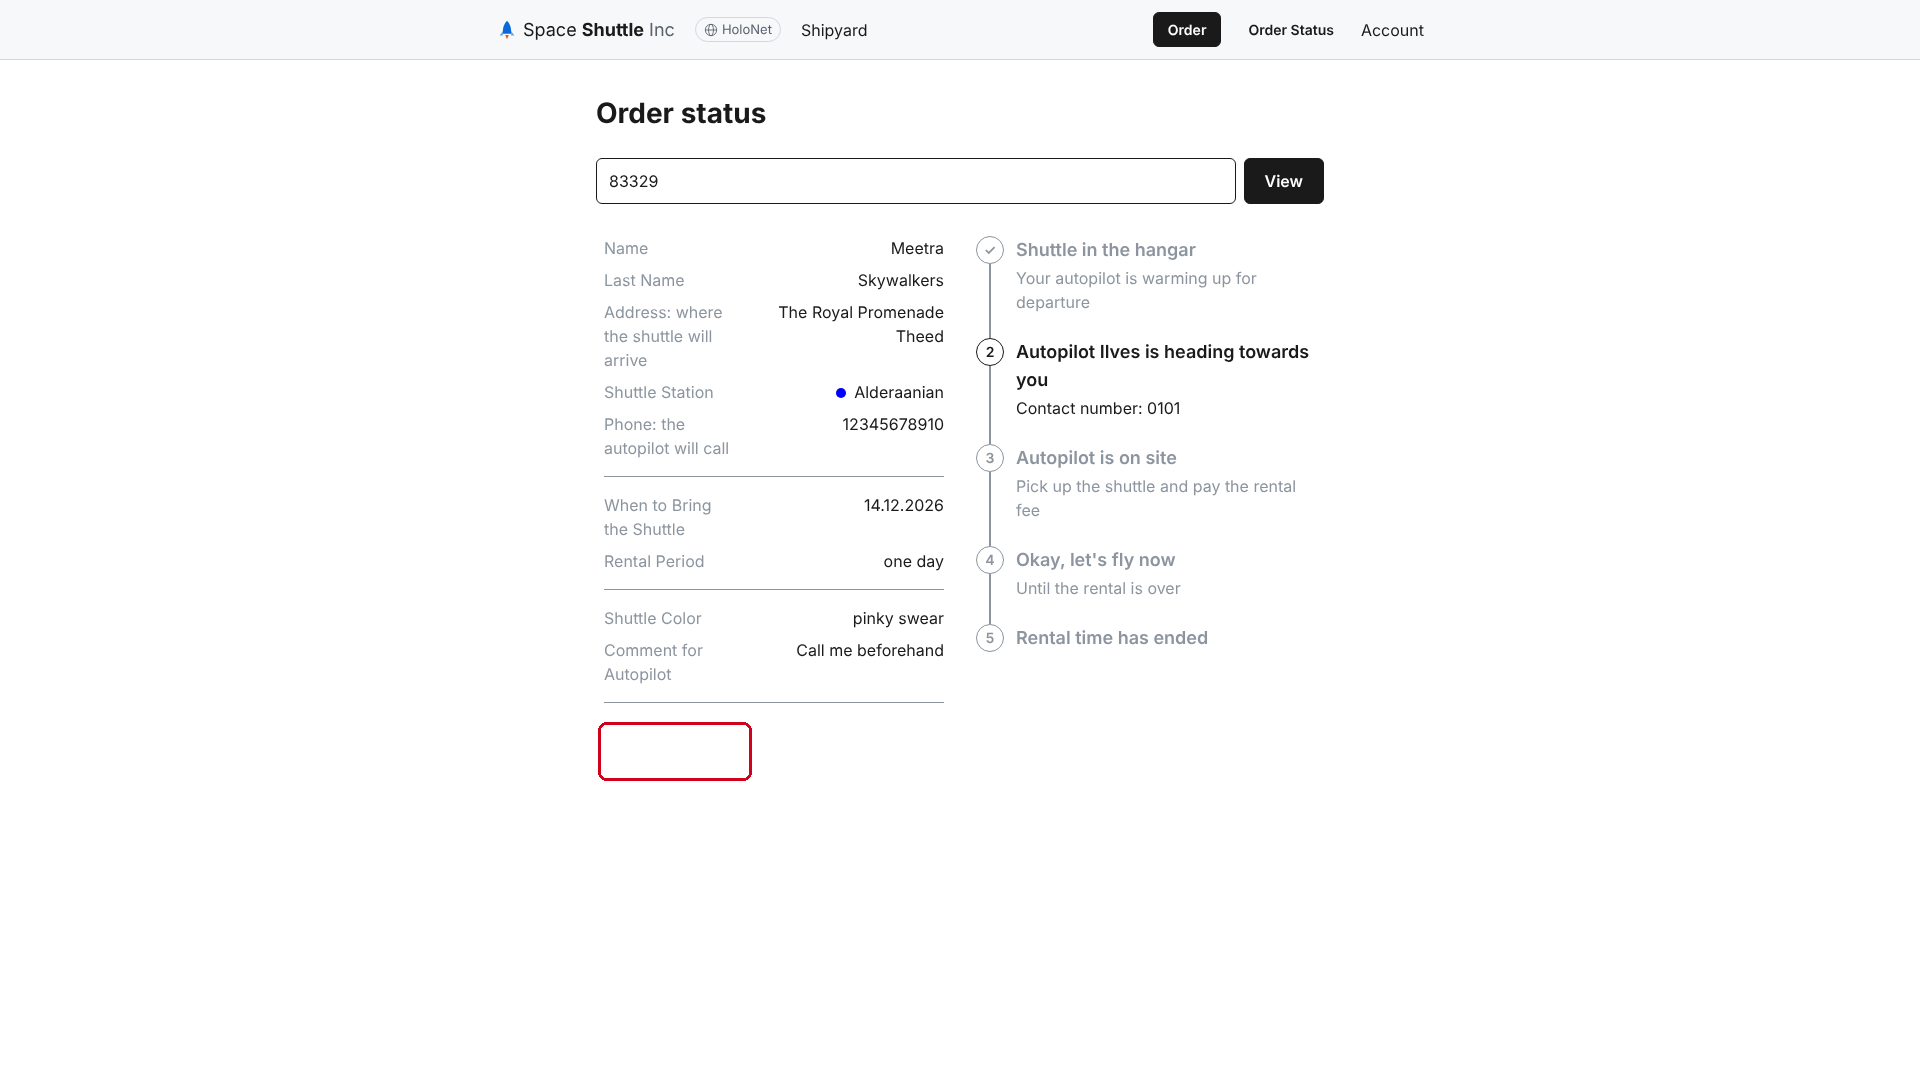 Space Shuttle Inc
HoloNet
Shipyard
Order
Order Status
Account
Order status
83329
View
Name
Meetra
Last Name
Skywalkers
Address: where
the shuttle will
arrive
The Royal Promenade
Theed
Shuttle Station
Alderaanian
Phone: the
autopilot will call
12345678910
When to Bring
the Shuttle
14.12.2026
Rental Period
one day
Shuttle Color
pinky swear
Comment for
Autopilot
Call me beforehand
Shuttle in the hangar
Your autopilot is warming up for
departure
2
Autopilot IIves is heading towards
you
Contact number: 0101
3
Autopilot is on site
Pick up the shuttle and pay the rental
fee
4
Okay, let's fly now
Until the rental is over
5
Rental time has ended